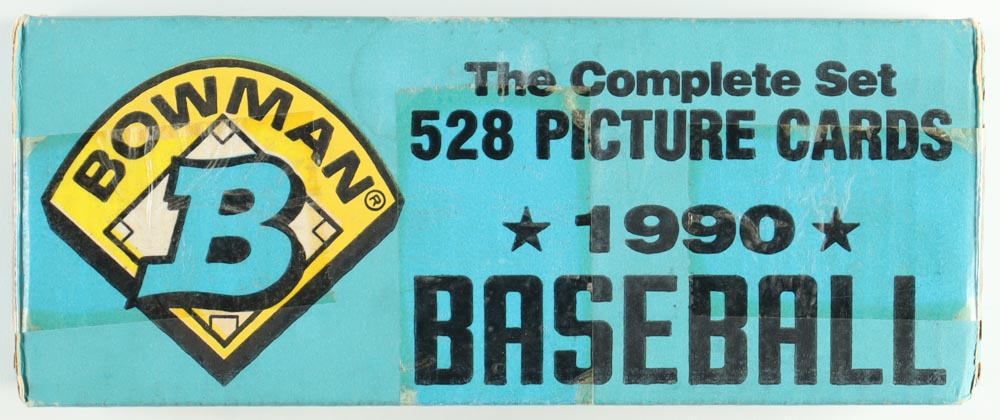 BOWMAN®
B
The Complete Set
528 PICTURE CARDS
★ 1990 ★
BASEBALL